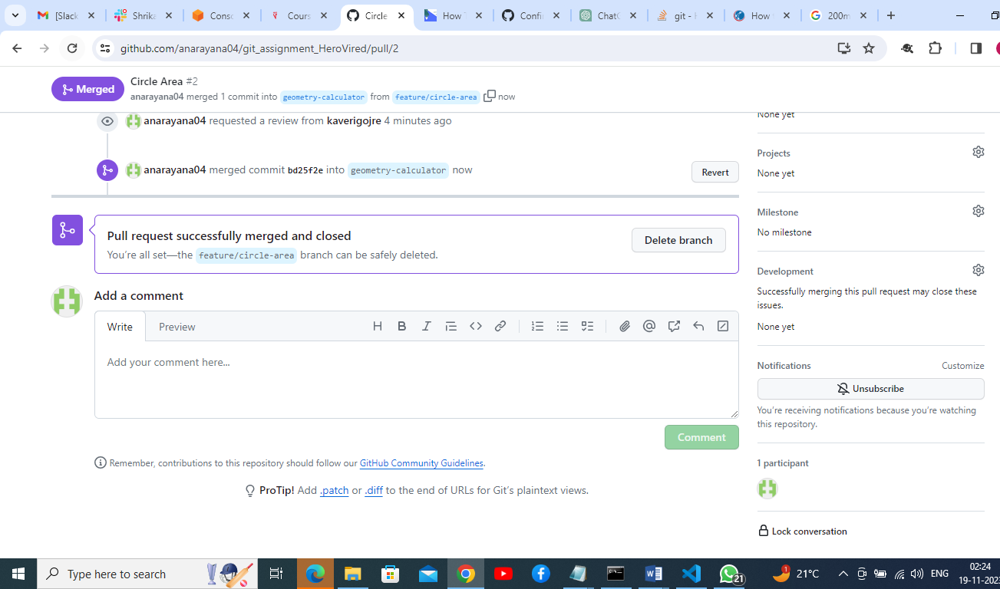 [Slack
Shrika
Conso
Cours
Circle
How T
Confi
ChatG
git - H
How t
200m
github.com/anarayana04/git_assignment_HeroVired/pull/2
Merged
Circle Area #2
anarayana04 merged 1 commit into geometry-calculator from feature/circle-area now
anarayana04 requested a review from kaverigojre 4 minutes ago
anarayana04 merged commit bd25f2e into geometry-calculator now
Revert
Pull request successfully merged and closed
You're all set—the feature/circle-area branch can be safely deleted.
Delete branch
Add a comment
Write Preview
Add your comment here...
Comment
Remember, contributions to this repository should follow our GitHub Community Guidelines.
ProTip! Add .patch or .diff to the end of URLs for Git's plaintext views.
None yet
Projects
None yet
Milestone
No milestone
Development
Successfully merging this pull request may close these
issues.
None yet
Notifications Customize
Unsubscribe
You're receiving notifications because you're watching
this repository.
1 participant
Lock conversation
Type here to search
21
21°C
ENG
02:24
19-11-202